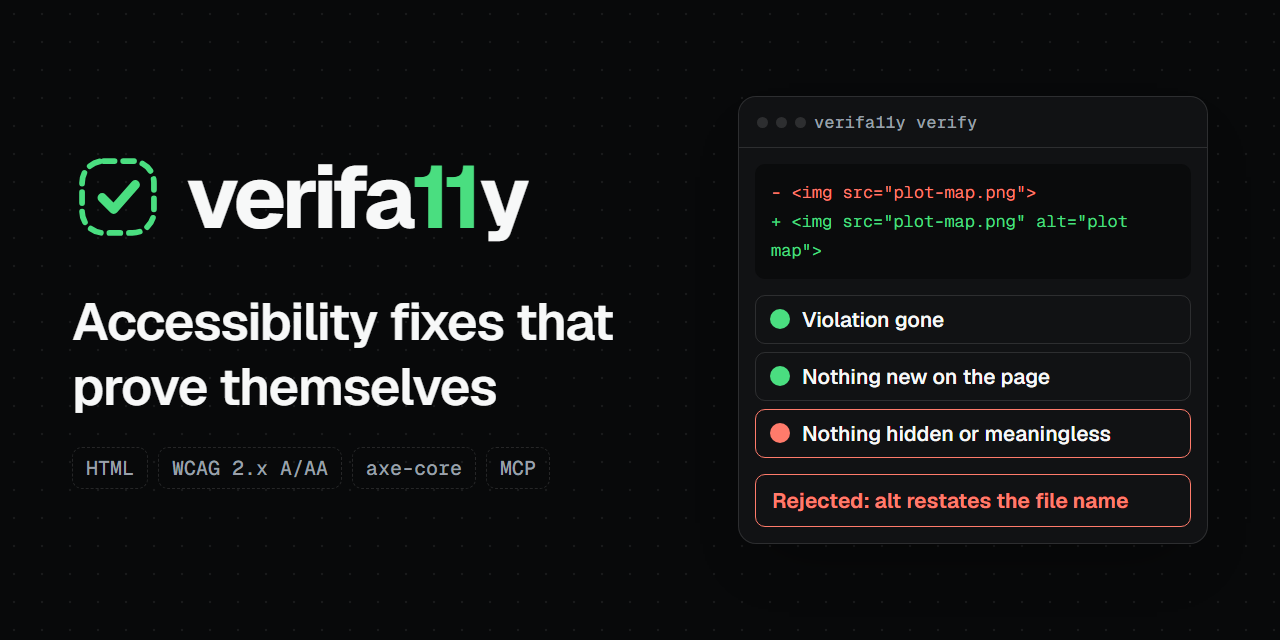 verifa11y
Accessibility fixes that
prove themselves
HTML
WCAG 2.x A/AA
axe-core
MCP
verifa11y verify
- <img src="plot-map.png">
+ <img src="plot-map.png" alt="plot
map">
Violation gone
Nothing new on the page
Nothing hidden or meaningless
Rejected: alt restates the file name